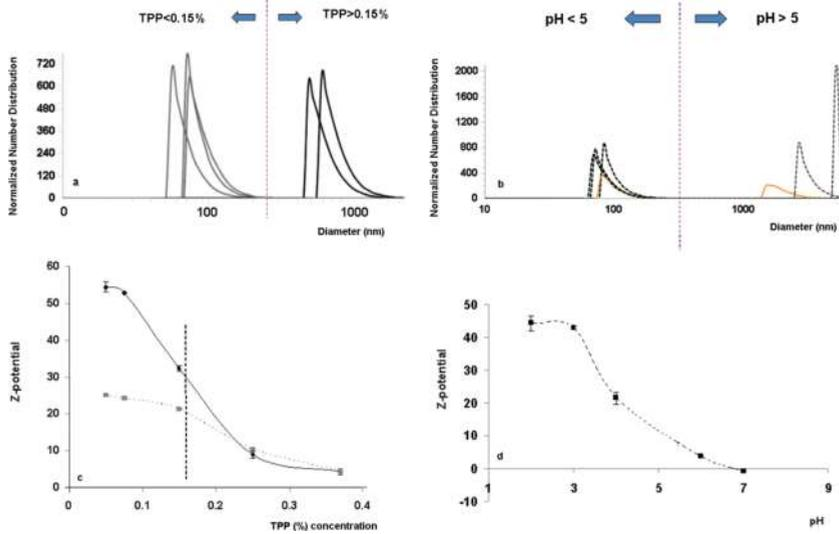 TPP<0.15%
TPP>0.15%
Normalized Number Distribution
720
600
480
360
240
120
0
a
0
100
1000
Diameter (nm)
pH < 5
pH > 5
Normalized Number Distribution
2000
1600
1200
800
400
0
b
10
100
1000
Diameter (nm)
Z-potential
60
50
40
30
20
10
0
c
0
0.1
0.2
0.3
0.4
TPP (%) concentration
Z-potential
50
40
30
20
10
0
-10
d
1
3
5
7
9
pH